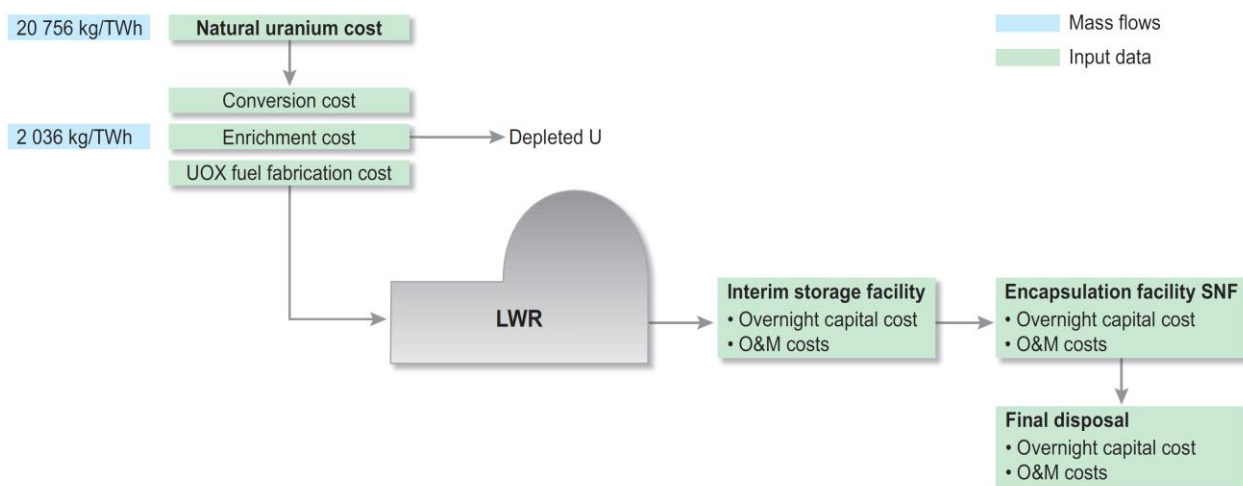 20 756 kg/TWh
Natural uranium cost
Mass flows
Input data
Conversion cost
2 036 kg/TWh
Enrichment cost
Depleted U
UOX fuel fabrication cost
LWR
Interim storage facility
• Overnight capital cost
• O&M costs
Encapsulation facility SNF
• Overnight capital cost
• O&M costs
Final disposal
• Overnight capital cost
• O&M costs